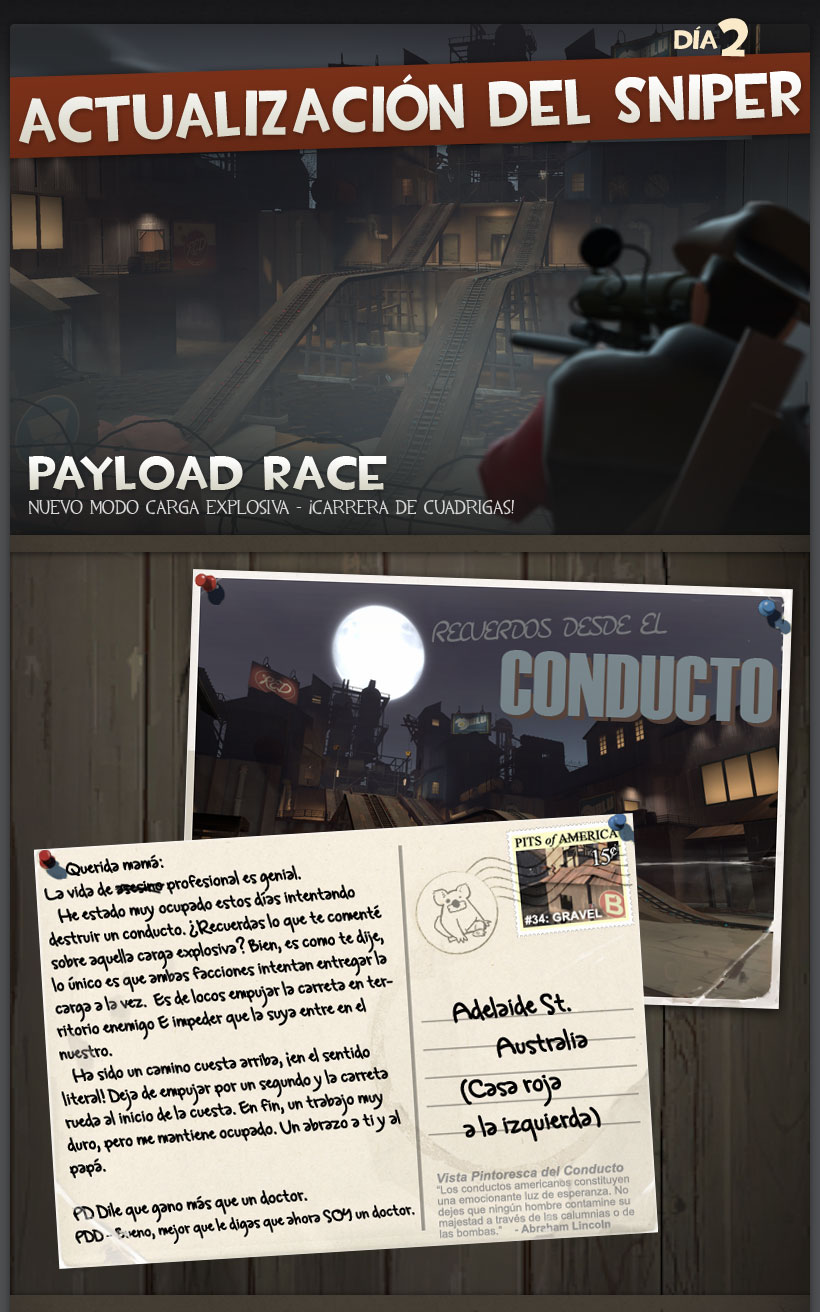 DÍA 2
ACTUALIZACIÓN DEL SNIPER
PAYLOAD RACE
NUEVO MODO CARGA EXPLOSIVA - ¡CARRERA DE CUADRIGAS!
RECUERDOS DESDE EL
CONDUCTO
RED
Querida mamá:
La vida de asesino profesional es genial.
He estado muy ocupado estos días intentando
destruir un conducto. ¿Recuerdas lo que te comenté
sobre aquella carga explosiva? Bien, es como te dije,
lo único es que ambas facciones intentan entregar la
carga a la vez. Es de locos empujar la carreta en ter-
ritorio enemigo E impeder que la suya entre en el
nuestro.
Ha sido un camino cuesta arriba, ¡en el sentido
literal! Deja de empujar por un segundo y la carreta
rueda al inicio de la cuesta. En fin, un trabajo muy
duro, pero me mantiene ocupado. Un abrazo a ti y al
papá.
PD Dile que gano más que un doctor.
PDD - Bueno, mejor que le digas que ahora SOY un doctor.
PITS of AMERICA
15¢
B
#34: GRAVEL
Adelaide St.
Australia
(Casa roja
a la izquierda)
Vista Pintoresca del Conducto
"Los conductos americanos constituyen
una emocionante luz de esperanza. No
dejes que ningún hombre contamine su
majestad a través de las calumnias o de
las bombas." - Abraham Lincoln